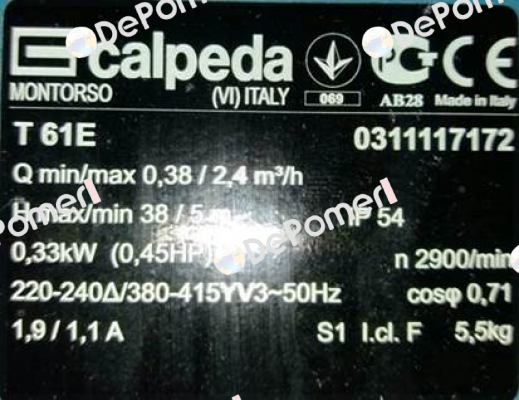 calpeda
MONTORSO (VI) ITALY 069 AB28 Made in Italy
T 61E 0311117172
Q min/max 0,38 / 2,4 m³/h
H max/min 38 / 5 m IP 54
0,33kW (0,45HP) n 2900/min
220-240Δ/380-415YV3~50Hz cosφ 0,71
1,9 / 1,1 A S1 I.cl. F 5,5kg
DePomerI
DePomerI
DePomerI
DePomerI